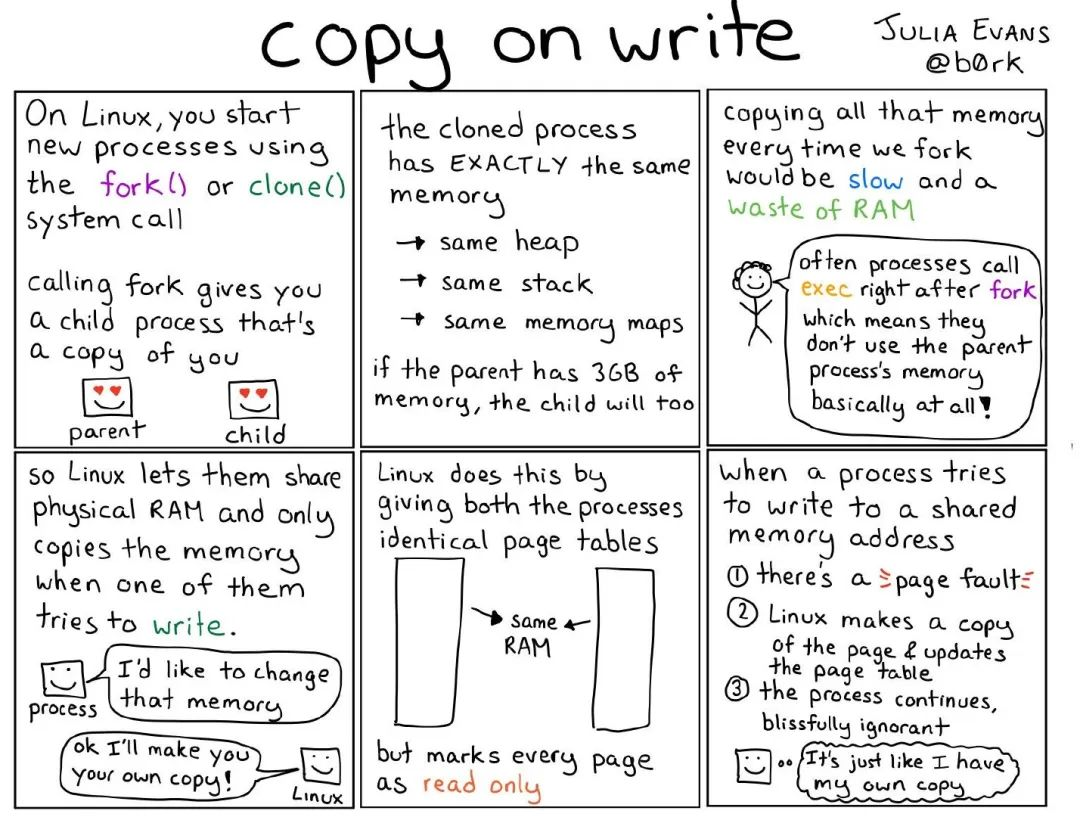 copy on write
JULIA EVANS
@b0rk
On Linux, you start
new processes using
the fork() or clone()
system call
calling fork gives you
a child process that's
a copy of you
parent
child
the cloned process
has EXACTLY the same
memory
→ same heap
→ same stack
→ same memory maps
if the parent has 3GB of
memory, the child will too
copying all that memory
every time we fork
would be slow and a
waste of RAM
often processes call
exec right after fork
which means they
don't use the parent
process's memory
basically at all!
so Linux lets them share
physical RAM and only
copies the memory
when one of them
tries to write.
I'd like to change
that memory
process
ok I'll make you
your own copy!
Linux
Linux does this by
giving both the processes
identical page tables
same
RAM
but marks every page
as read only
when a process tries
to write to a shared
memory address
① there's a page fault
② Linux makes a copy
of the page & updates
the page table
③ the process continues,
blissfully ignorant
It's just like I have
my own copy